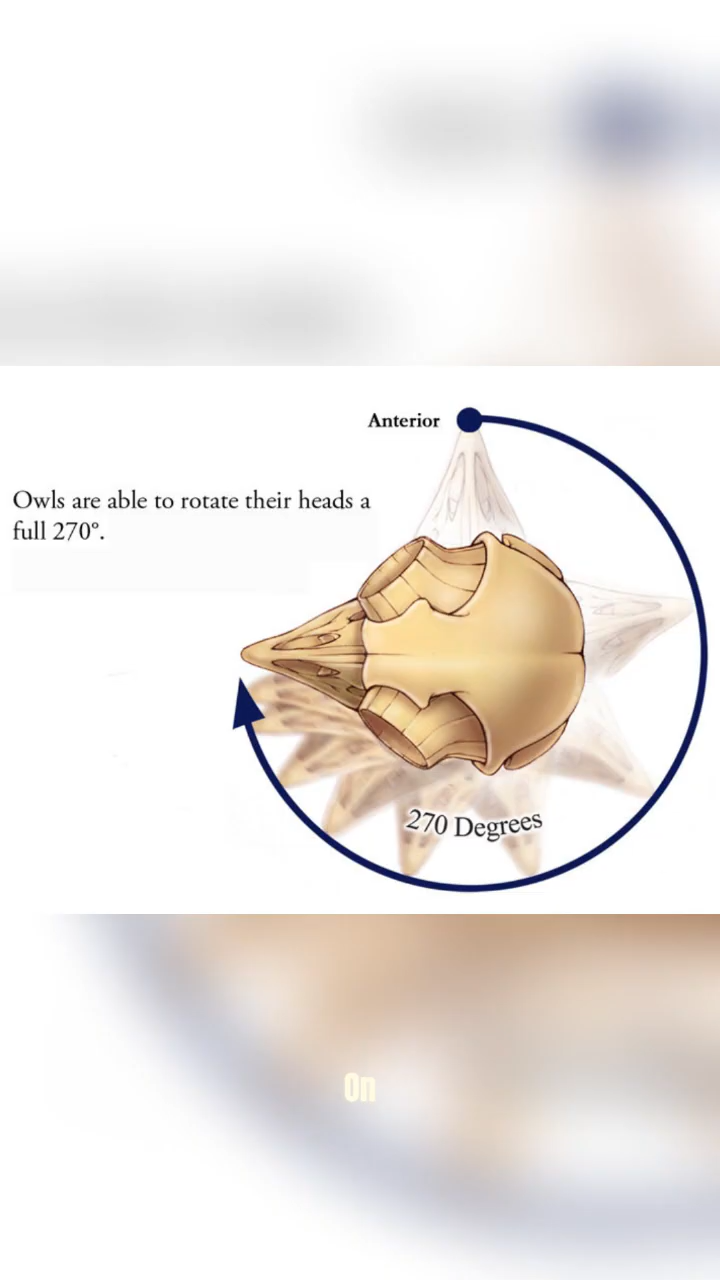 Anterior
Owls are able to rotate their heads a
full 270°.
270 Degrees
On